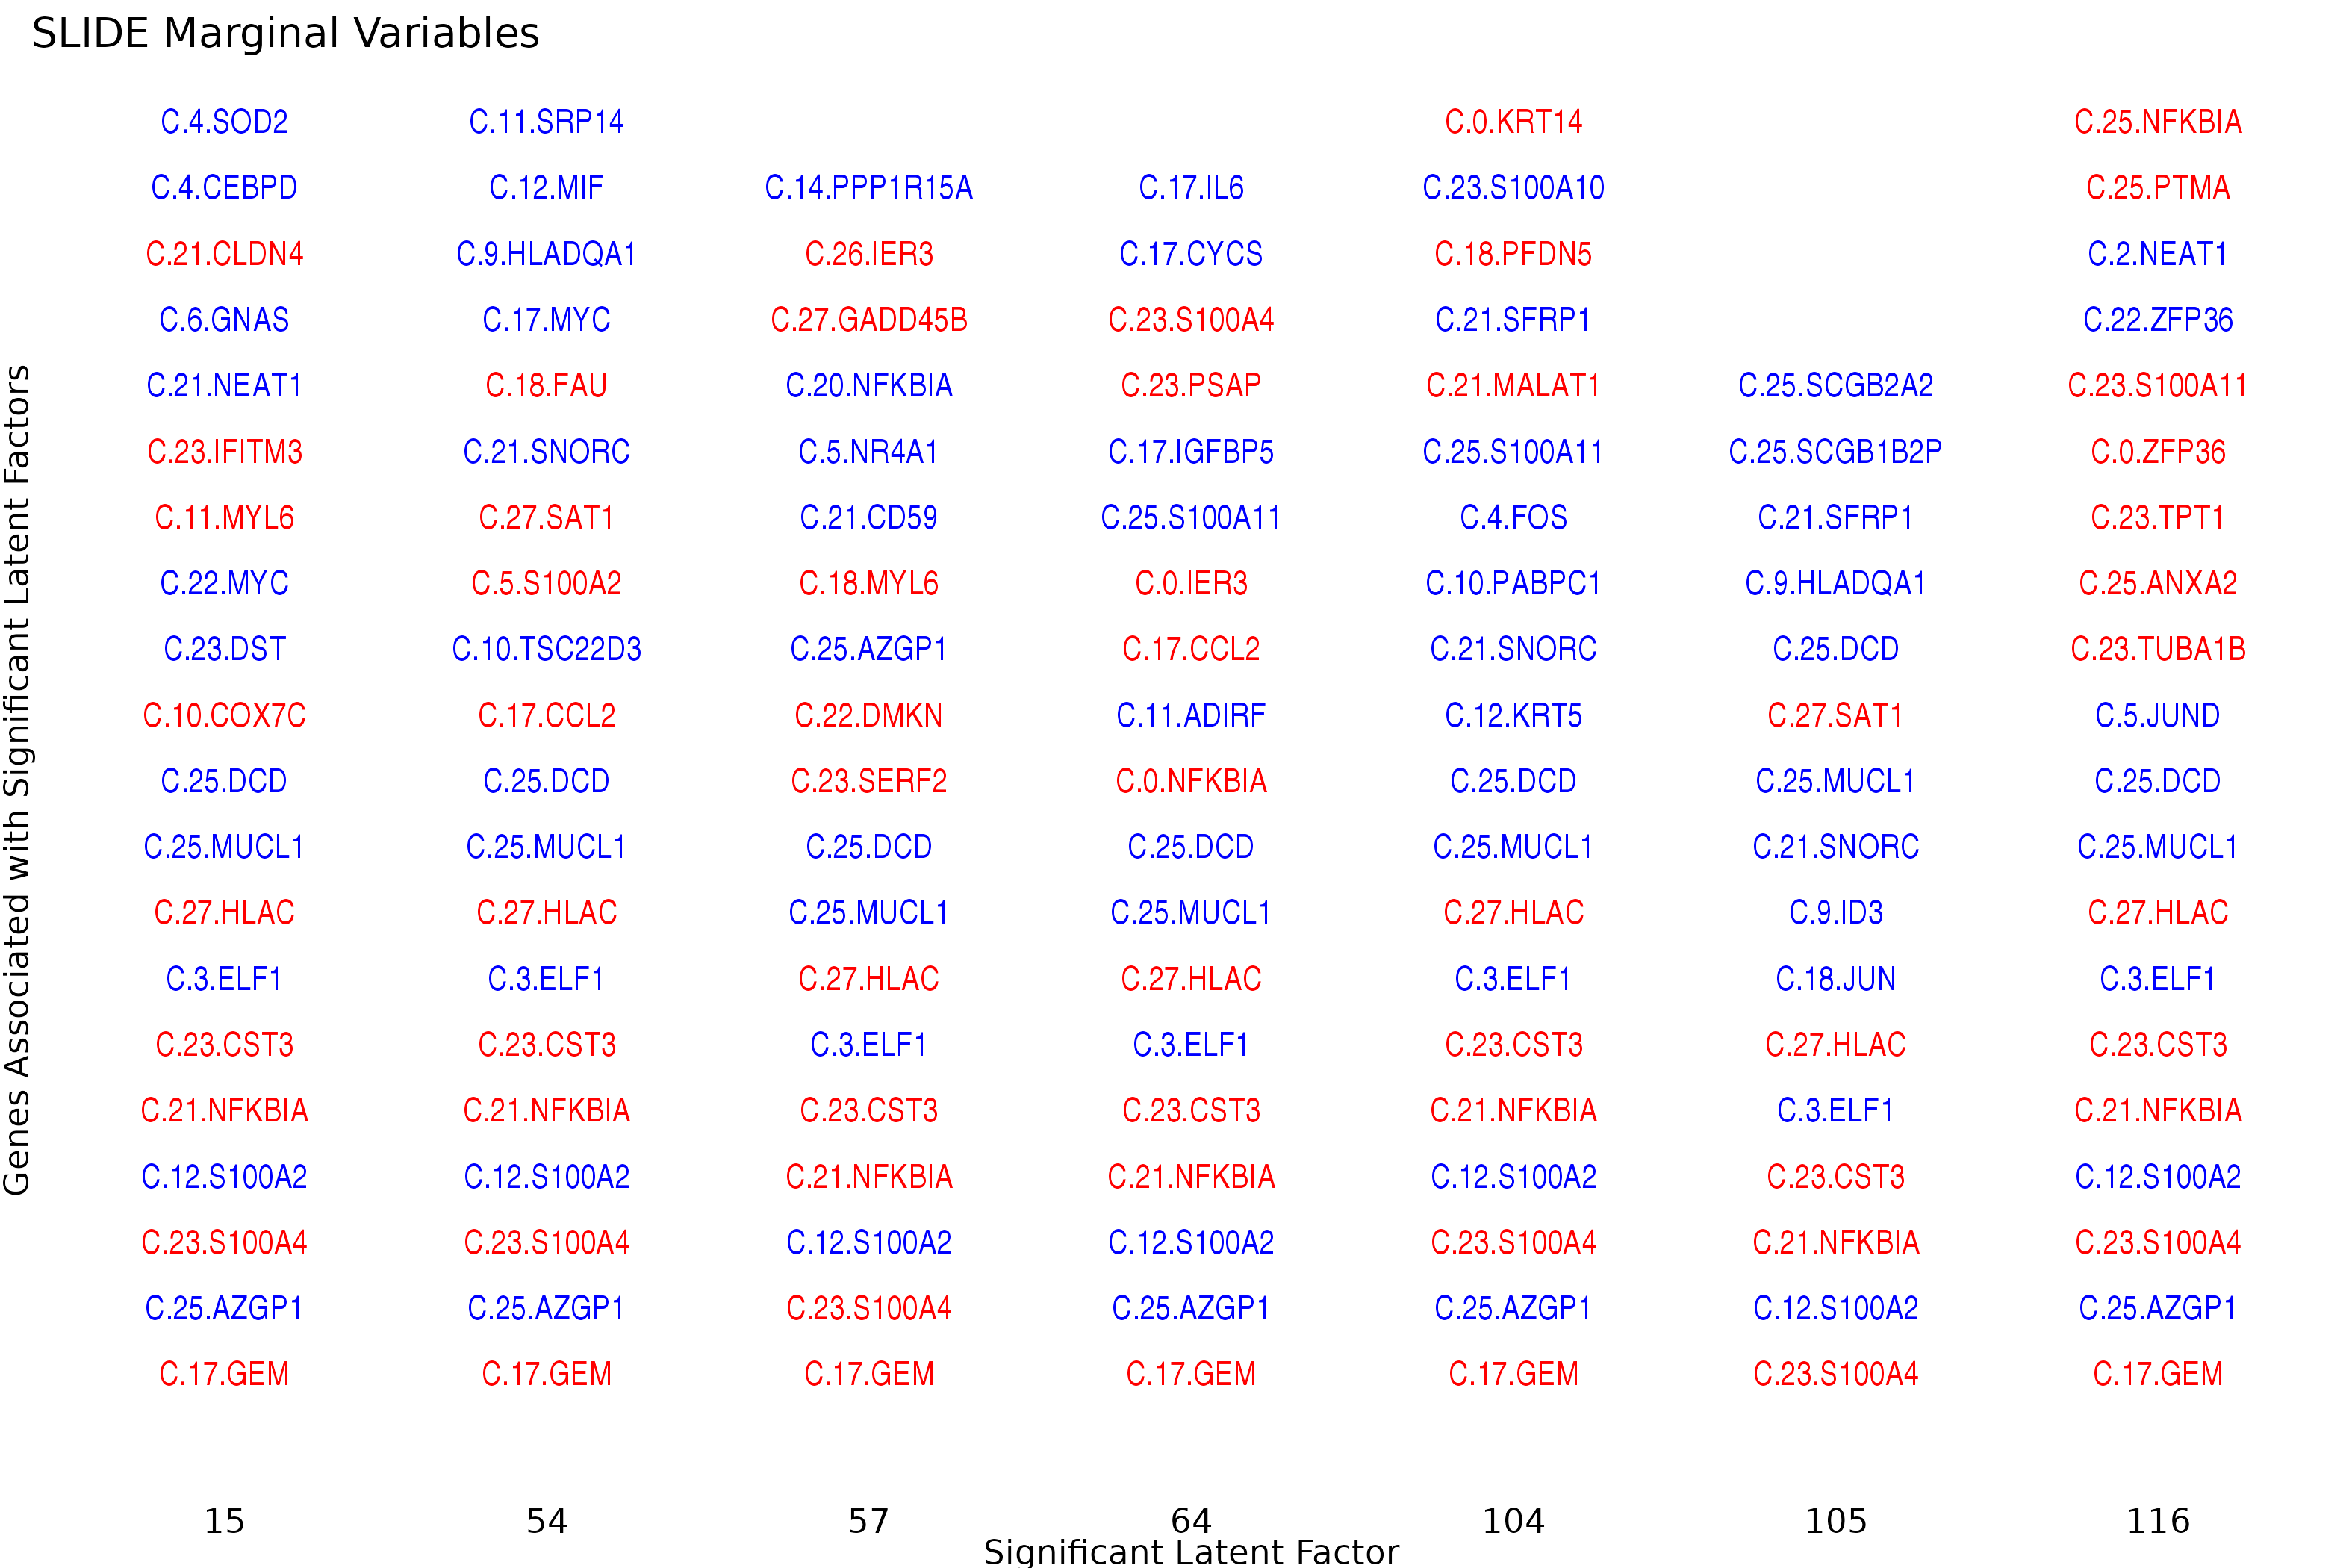 SLIDE Marginal Variables
C.4.SOD2 C.11.SRP14 C.0.KRT14 C.25.NFKBIA
C.4.CEBPD C.12.MIF C.14.PPP1R15A C.17.IL6 C.23.S100A10 C.25.PTMA
C.21.CLDN4 C.9.HLADQA1 C.26.IER3 C.17.CYCS C.18.PFDN5 C.2.NEAT1
C.6.GNAS C.17.MYC C.27.GADD45B C.23.S100A4 C.21.SFRP1 C.22.ZFP36
C.21.NEAT1 C.18.FAU C.20.NFKBIA C.23.PSAP C.21.MALAT1 C.25.SCGB2A2 C.23.S100A11
C.23.IFITM3 C.21.SNORC C.5.NR4A1 C.17.IGFBP5 C.25.S100A11 C.25.SCGB1B2P C.0.ZFP36
C.11.MYL6 C.27.SAT1 C.21.CD59 C.25.S100A11 C.4.FOS C.21.SFRP1 C.23.TPT1
C.22.MYC C.5.S100A2 C.18.MYL6 C.0.IER3 C.10.PABPC1 C.9.HLADQA1 C.25.ANXA2
C.23.DST C.10.TSC22D3 C.25.AZGP1 C.17.CCL2 C.21.SNORC C.25.DCD C.23.TUBA1B
C.10.COX7C C.17.CCL2 C.22.DMKN C.11.ADIRF C.12.KRT5 C.27.SAT1 C.5.JUND
C.25.DCD C.25.DCD C.23.SERF2 C.0.NFKBIA C.25.DCD C.25.MUCL1 C.25.DCD
C.25.MUCL1 C.25.MUCL1 C.25.DCD C.25.DCD C.25.MUCL1 C.21.SNORC C.25.MUCL1
C.27.HLAC C.27.HLAC C.25.MUCL1 C.25.MUCL1 C.27.HLAC C.9.ID3 C.27.HLAC
C.3.ELF1 C.3.ELF1 C.27.HLAC C.27.HLAC C.3.ELF1 C.18.JUN C.3.ELF1
C.23.CST3 C.23.CST3 C.3.ELF1 C.3.ELF1 C.23.CST3 C.27.HLAC C.23.CST3
C.21.NFKBIA C.21.NFKBIA C.23.CST3 C.23.CST3 C.21.NFKBIA C.3.ELF1 C.21.NFKBIA
C.12.S100A2 C.12.S100A2 C.21.NFKBIA C.21.NFKBIA C.12.S100A2 C.23.CST3 C.12.S100A2
C.23.S100A4 C.23.S100A4 C.12.S100A2 C.12.S100A2 C.23.S100A4 C.21.NFKBIA C.23.S100A4
C.25.AZGP1 C.25.AZGP1 C.23.S100A4 C.25.AZGP1 C.25.AZGP1 C.12.S100A2 C.25.AZGP1
C.17.GEM C.17.GEM C.17.GEM C.17.GEM C.17.GEM C.23.S100A4 C.17.GEM
15 54 57 64 104 105 116
Significant Latent Factor
Genes Associated with Significant Latent Factors